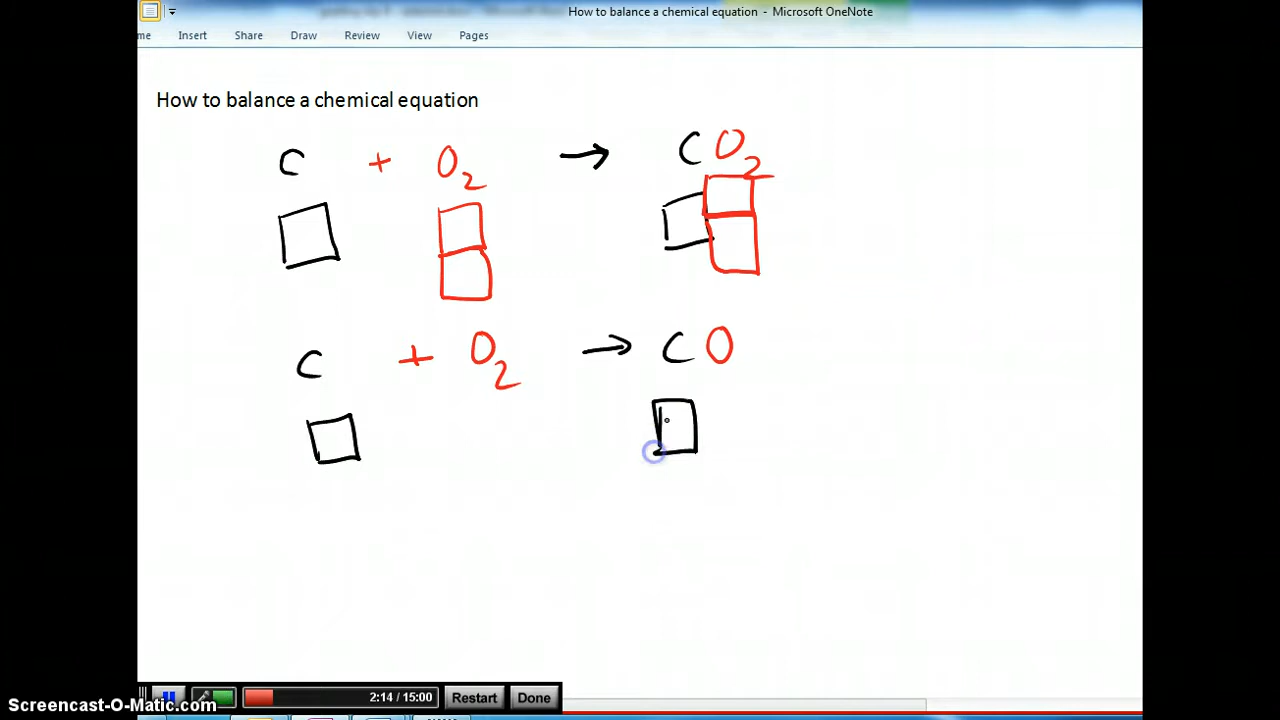 How to balance a chemical equation - Microsoft OneNote
me Insert Share Draw Review View Pages
How to balance a chemical equation
C + O₂ → CO₂
C + O₂ → CO
2:14 / 15:00 Restart Done
Screencast-O-Matic.com